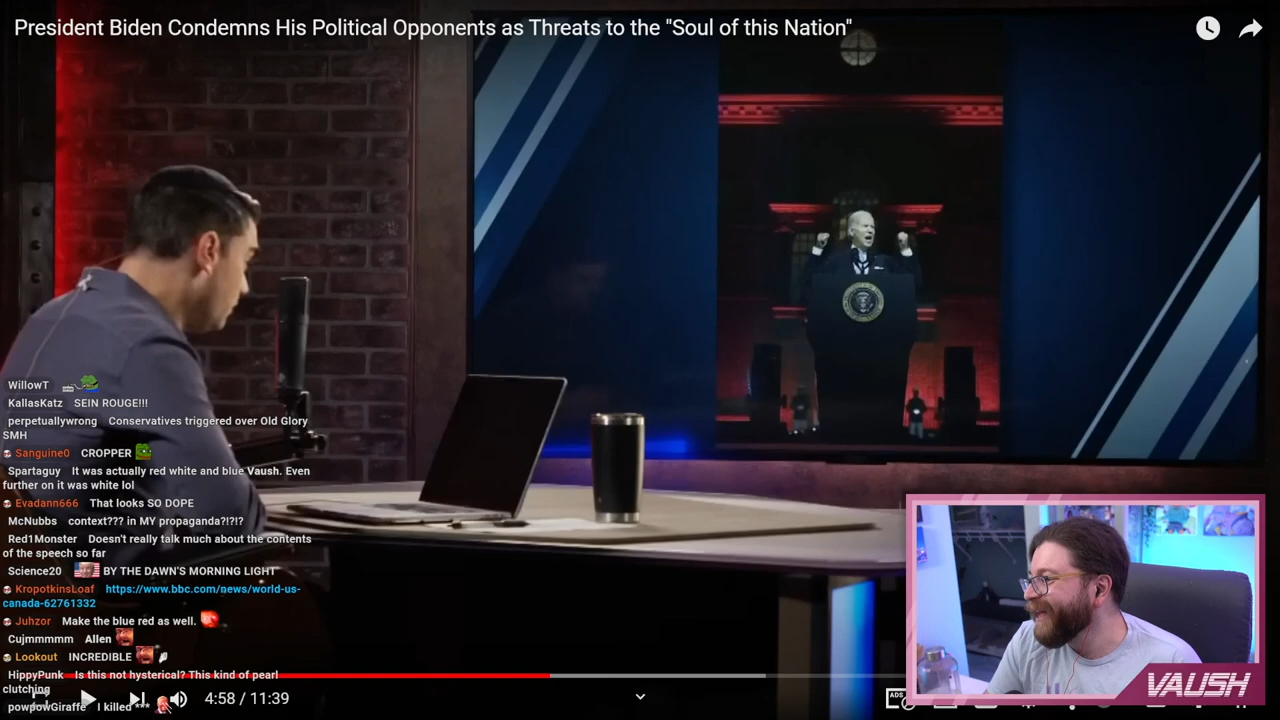 President Biden Condemns His Political Opponents as Threats to the "Soul of this Nation"
WillowT
KallasKatz SEIN ROUGE!!!
perpetuallywrong Conservatives triggered over Old Glory
SMH
Sanguine0 CROPPER
Spartaguy It was actually red white and blue Vaush. Even
further on it was white lol
Evadann666 That looks SO DOPE
McNubbs context??? in MY propaganda?!?!?
Red1Monster Doesn't really talk much about the contents
of the speech so far
Science20 BY THE DAWN'S MORNING LIGHT
KropotkinsLoaf https://www.bbc.com/news/world-us-
canada-62761332
Juhzor Make the blue red as well.
Cujmmmmm Allen
Lookout INCREDIBLE
HippyPunk Is this not hysterical? This kind of pearl
clutching
powpowGiraffe I killed ***
4:58 / 11:39
ADS
VAUSH